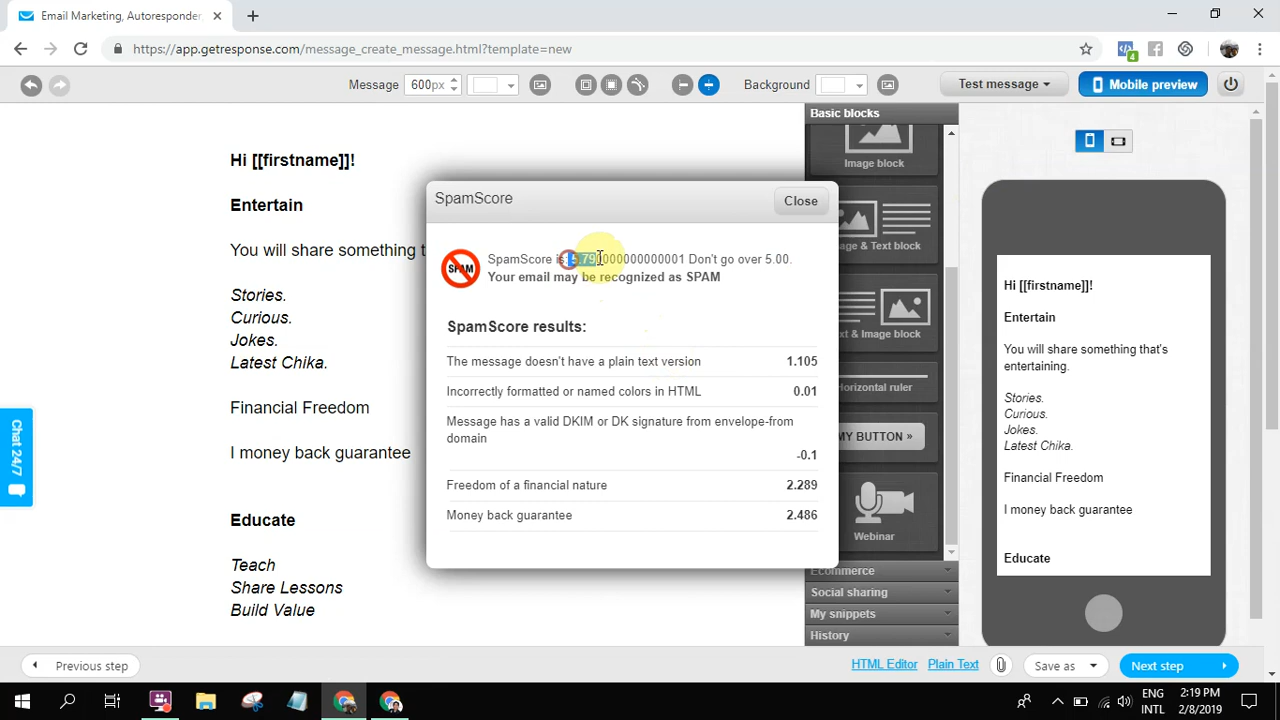 Email Marketing, Autoresponder,
https://app.getresponse.com/message_create_message.html?template=new
4
Message 600px
Background
Test message
Mobile preview
Hi [[firstname]]!
Entertain
You will share something t
Stories.
Curious.
Jokes.
Latest Chika.
Financial Freedom
I money back guarantee
Educate
Teach
Share Lessons
Build Value
Chat 24/7
SpamScore
Close
SPAM
SpamScore is: 5.790000000000001 Don't go over 5.00.
Your email may be recognized as SPAM
SpamScore results:
The message doesn't have a plain text version 1.105
Incorrectly formatted or named colors in HTML 0.01
Message has a valid DKIM or DK signature from envelope-from
domain
-0.1
Freedom of a financial nature 2.289
Money back guarantee 2.486
Basic blocks
Image block
& Text block
& Image block
Horizontal ruler
MY BUTTON »
Webinar
Ecommerce
Social sharing
My snippets
History
Hi [[firstname]]!
Entertain
You will share something that's
entertaining.
Stories.
Curious.
Jokes.
Latest Chika.
Financial Freedom
I money back guarantee
Educate
Previous step
HTML Editor
Plain Text
Save as
Next step
ENG
INTL
2:19 PM
2/8/2019